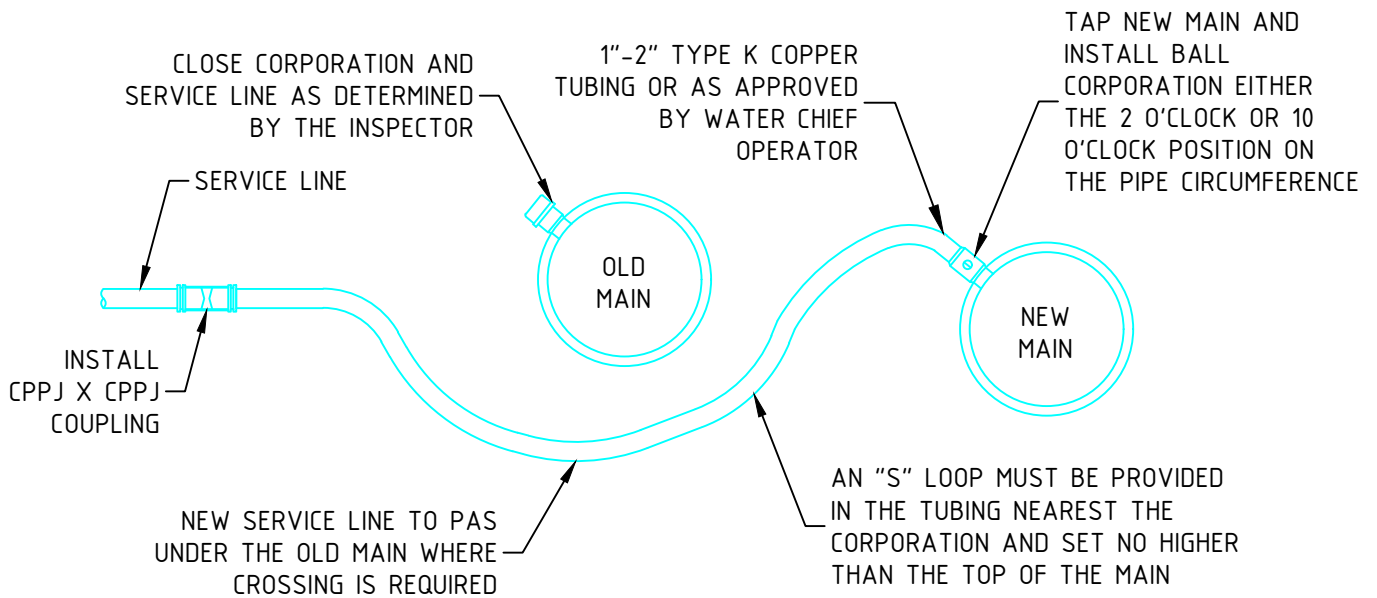 CLOSE CORPORATION AND
SERVICE LINE AS DETERMINED
BY THE INSPECTOR
1"-2" TYPE K COPPER
TUBING OR AS APPROVED
BY WATER CHIEF
OPERATOR
TAP NEW MAIN AND
INSTALL BALL
CORPORATION EITHER
THE 2 O'CLOCK OR 10
O'CLOCK POSITION ON
THE PIPE CIRCUMFERENCE
SERVICE LINE
OLD
MAIN
NEW
MAIN
INSTALL
CPPJ X CPPJ
COUPLING
NEW SERVICE LINE TO PAS
UNDER THE OLD MAIN WHERE
CROSSING IS REQUIRED
AN "S" LOOP MUST BE PROVIDED
IN THE TUBING NEAREST THE
CORPORATION AND SET NO HIGHER
THAN THE TOP OF THE MAIN